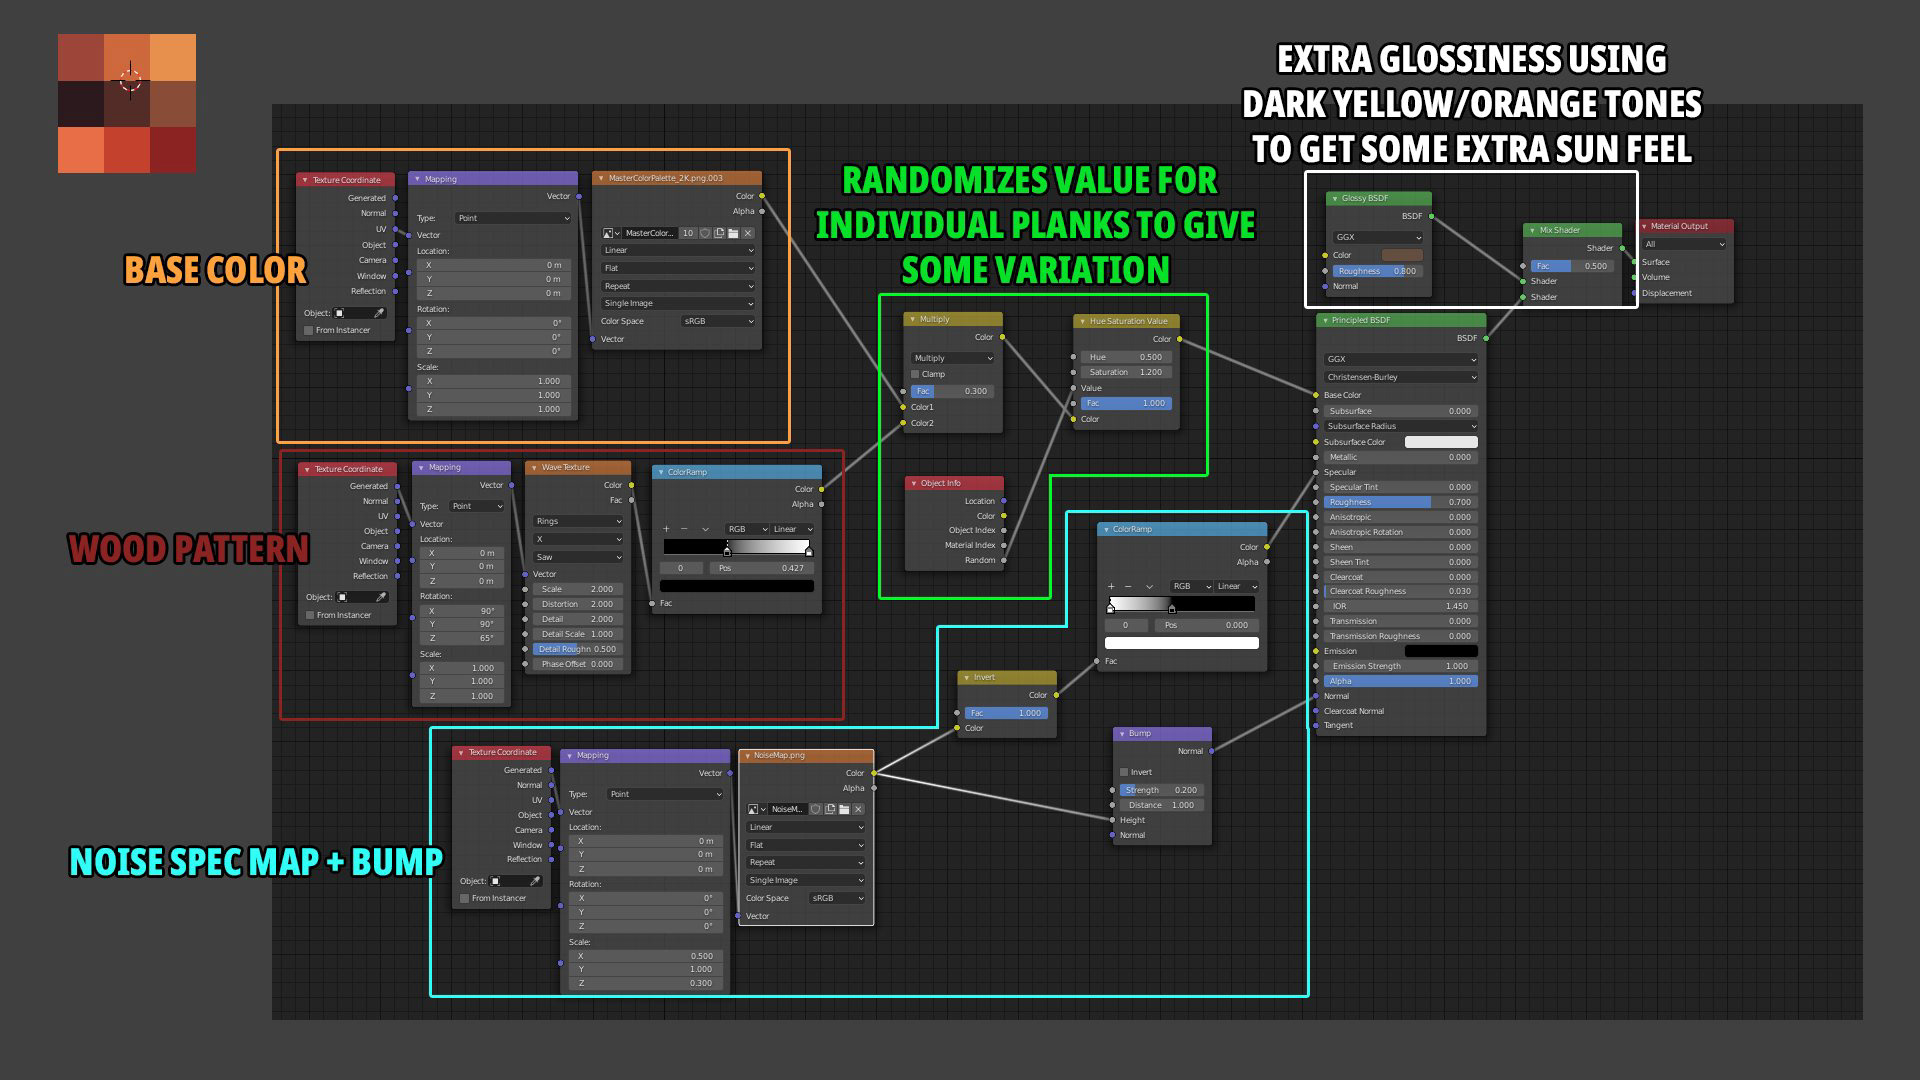 EXTRA GLOSSINESS USING
DARK YELLOW/ORANGE TONES
TO GET SOME EXTRA SUN FEEL
RANDOMIZES VALUE FOR
INDIVIDUAL PLANKS TO GIVE
SOME VARIATION
BASE COLOR
Texture Coordinate
Generated
Normal
UV
Object
Camera
Window
Reflection
Object:
From Instancer
Mapping
Vector
Type: Point
Vector
Location:
X 0 m
Y 0 m
Z 0 m
Rotation:
X 0°
Y 0°
Z 0°
Scale:
X 1.000
Y 1.000
Z 1.000
MasterColorPalette_2K.png.003
Color
Alpha
MasterColor... 10
Linear
Flat
Repeat
Single Image
Color Space sRGB
Vector
WOOD PATTERN
Texture Coordinate
Generated
Normal
UV
Object
Camera
Window
Reflection
Object:
From Instancer
Mapping
Vector
Type: Point
Vector
Location:
X 0 m
Y 0 m
Z 0 m
Rotation:
X 90°
Y 90°
Z 65°
Scale:
X 1.000
Y 1.000
Z 1.000
Wave Texture
Color
Fac
Rings
X
Saw
Vector
Scale 2.000
Distortion 2.000
Detail 2.000
Detail Scale 1.000
Detail Roughn 0.500
Phase Offset 0.000
ColorRamp
Color
Alpha
RGB Linear
0 Pos 0.427
Fac
Multiply
Color
Multiply
Clamp
Fac 0.300
Color1
Color2
Hue Saturation Value
Color
Hue 0.500
Saturation 1.200
Value
Fac 1.000
Color
Object Info
Location
Color
Object Index
Material Index
Random
NOISE SPEC MAP + BUMP
Texture Coordinate
Generated
Normal
UV
Object
Camera
Window
Reflection
Object:
From Instancer
Mapping
Vector
Type: Point
Vector
Location:
X 0 m
Y 0 m
Z 0 m
Rotation:
X 0°
Y 0°
Z 0°
Scale:
X 0.500
Y 1.000
Z 0.300
NoiseMap.png
Color
Alpha
NoiseM...
Linear
Flat
Repeat
Single Image
Color Space sRGB
Vector
Invert
Color
Fac 1.000
Color
ColorRamp
Color
Alpha
RGB Linear
0 Pos 0.000
Fac
Bump
Normal
Invert
Strength 0.200
Distance 1.000
Height
Normal
Glossy BSDF
BSDF
GGX
Color
Roughness 0.800
Normal
Mix Shader
Shader
Fac 0.500
Shader
Shader
Material Output
All
Surface
Volume
Displacement
Principled BSDF
BSDF
GGX
Christensen-Burley
Base Color
Subsurface 0.000
Subsurface Radius
Subsurface Color
Metallic 0.000
Specular
Specular Tint 0.000
Roughness 0.700
Anisotropic 0.000
Anisotropic Rotation 0.000
Sheen 0.000
Sheen Tint 0.000
Clearcoat 0.000
Clearcoat Roughness 0.030
IOR 1.450
Transmission 0.000
Transmission Roughness 0.000
Emission
Emission Strength 1.000
Alpha 1.000
Normal
Clearcoat Normal
Tangent